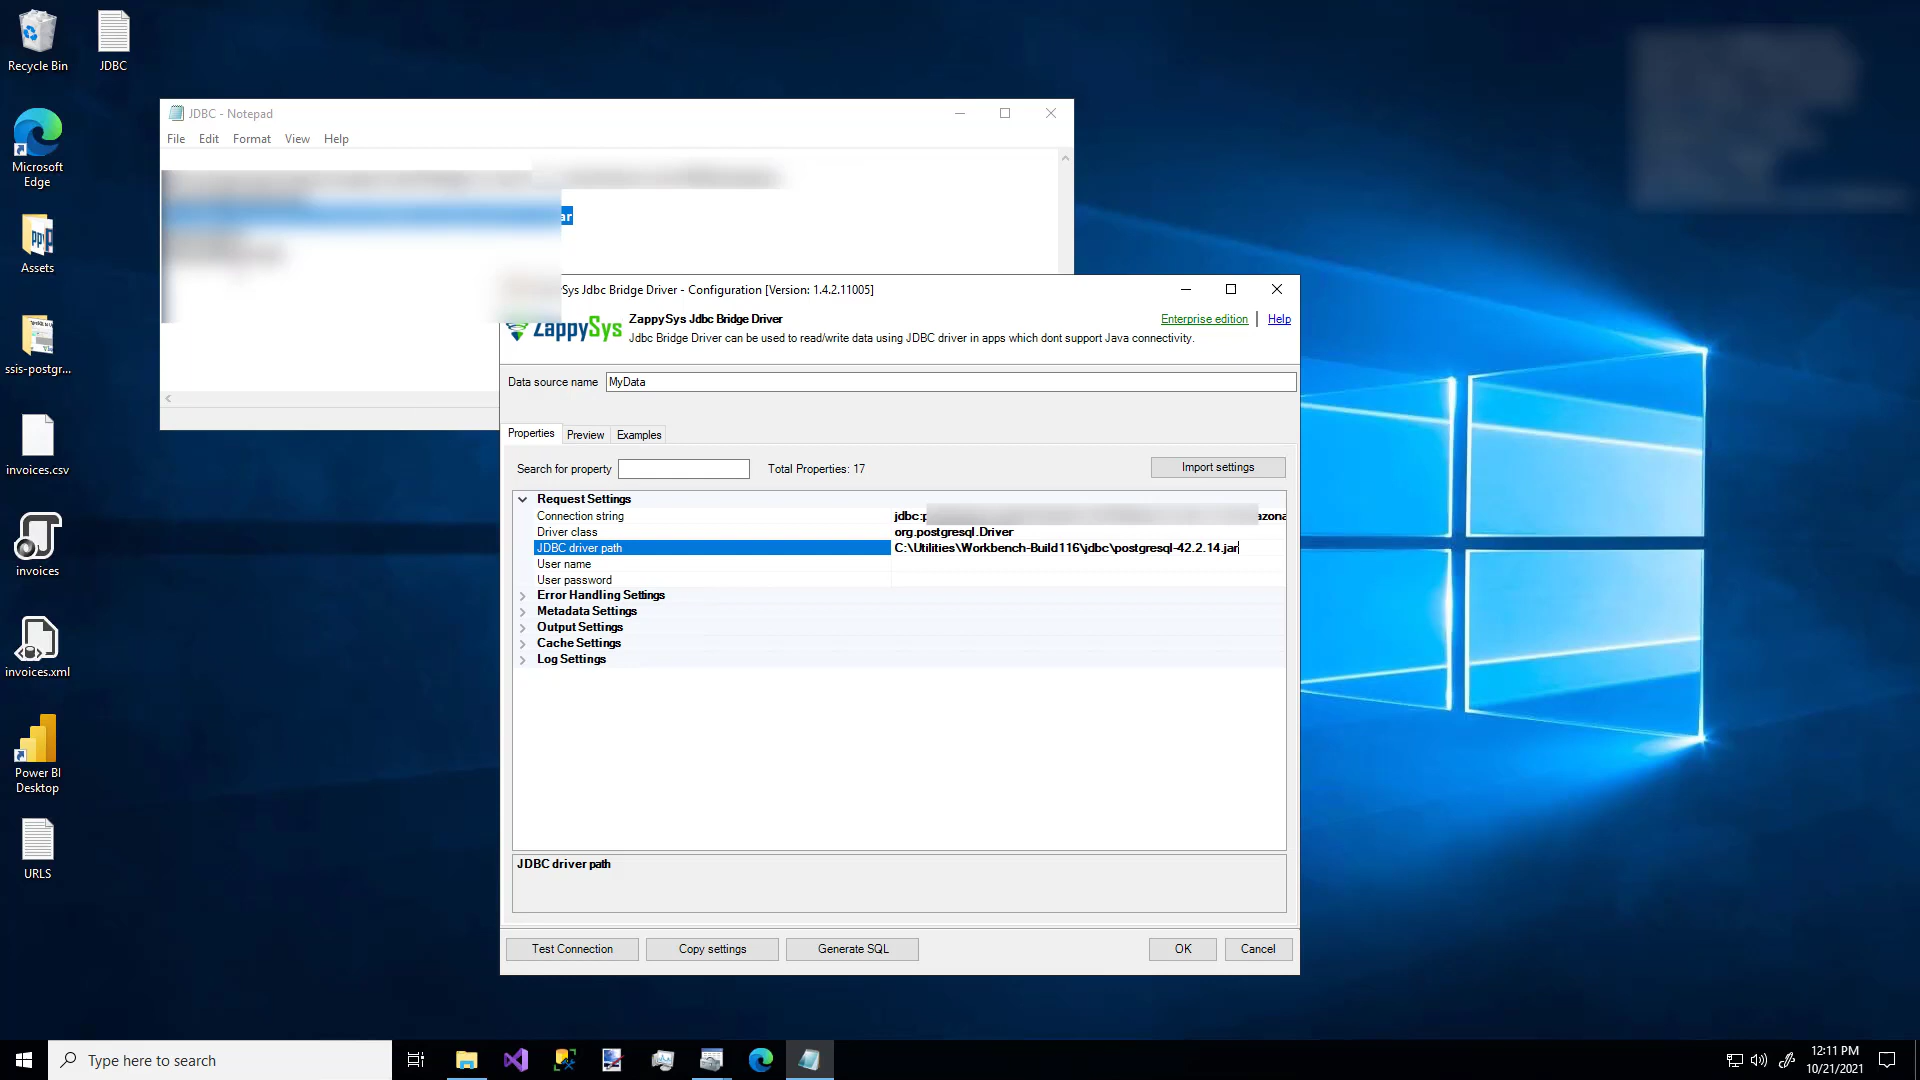 Recycle Bin
JDBC
Microsoft
Edge
Assets
ssis-postgr...
invoices.csv
invoices
invoices.xml
Power BI
Desktop
URLS
JDBC - Notepad
File Edit Format View Help
ar
Sys Jdbc Bridge Driver - Configuration [Version: 1.4.2.11005]
ZappySys
ZappySys Jdbc Bridge Driver
Enterprise edition | Help
Jdbc Bridge Driver can be used to read/write data using JDBC driver in apps which dont support Java connectivity.
Data source name MyData
Properties Preview Examples
Search for property Total Properties: 17 Import settings
Request Settings
Connection string jdbc:p azona
Driver class org.postgresql.Driver
JDBC driver path C:\Utilities\Workbench-Build116\jdbc\postgresql-42.2.14.jar
User name
User password
Error Handling Settings
Metadata Settings
Output Settings
Cache Settings
Log Settings
JDBC driver path
Test Connection Copy settings Generate SQL OK Cancel
Type here to search
12:11 PM
10/21/2021